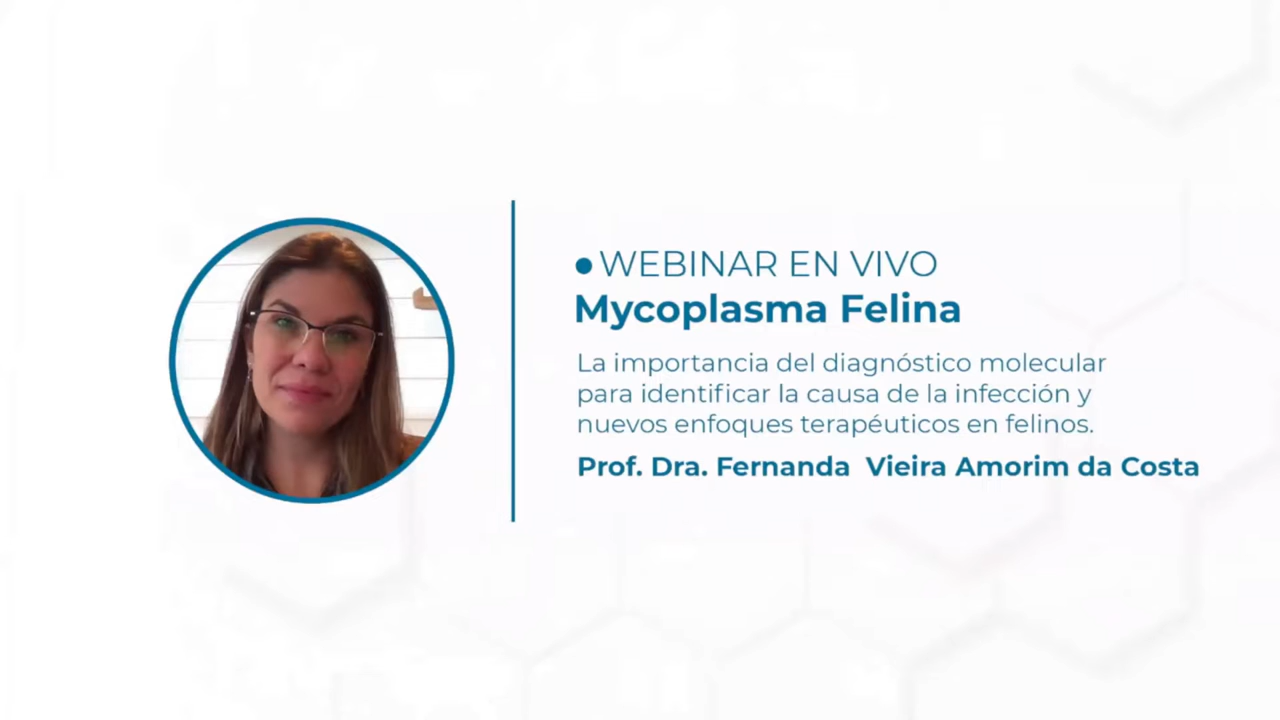 WEBINAR EN VIVO
Mycoplasma Felina
La importancia del diagnóstico molecular
para identificar la causa de la infección y
nuevos enfoques terapéuticos en felinos.
Prof. Dra. Fernanda Vieira Amorim da Costa